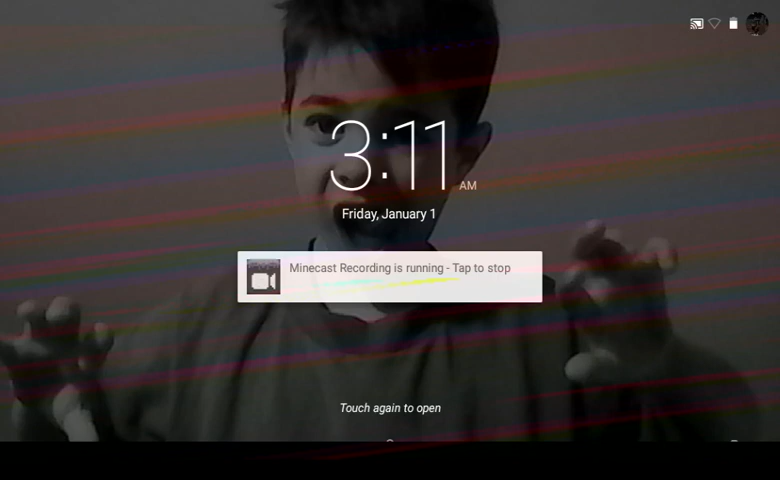 3:11 AM
Friday, January 1
Minecast Recording is running - Tap to stop
Touch again to open